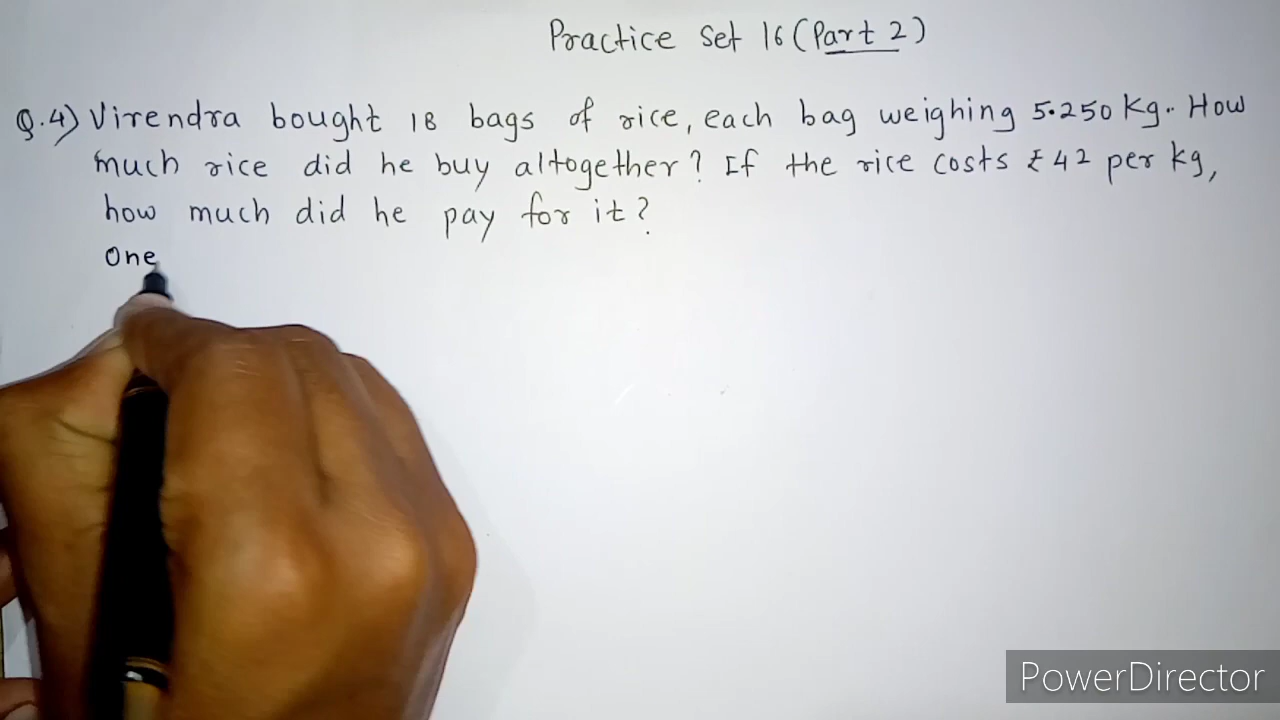 Practice Set 16 (Part 2)
Q.4) Virendra bought 18 bags of rice, each bag weighing 5.250 kg.. How
much rice did he buy altogether? If the rice costs ₹42 per kg,
how much did he pay for it?
One
PowerDirector